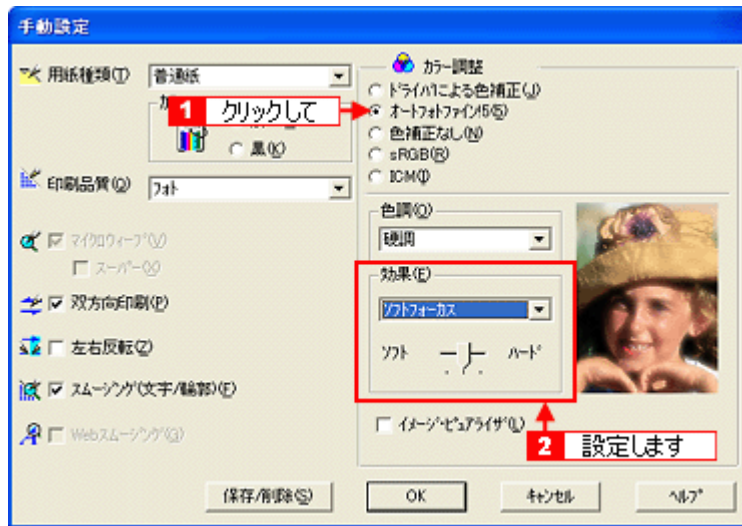 手動設定
用紙種類(T)
普通紙
1 クリックして
黒(K)
印刷品質(Q)
フォト
マイクロウィーブ(V)
スーパー(X)
双方向印刷(P)
左右反転(Z)
スムージング(文字/輪郭)(F)
Webスムージング(G)
カラー調整
ドライバによる色補正(J)
オートフォトファイン!5(5)
色補正なし(N)
sRGB(R)
ICM(I)
色調(O)
硬調
効果(E)
ソフトフォーカス
ソフト
ハード
イメージ・ピュアライザ(L)
2 設定します
保存/削除(S)
OK
キャンセル
ヘルプ